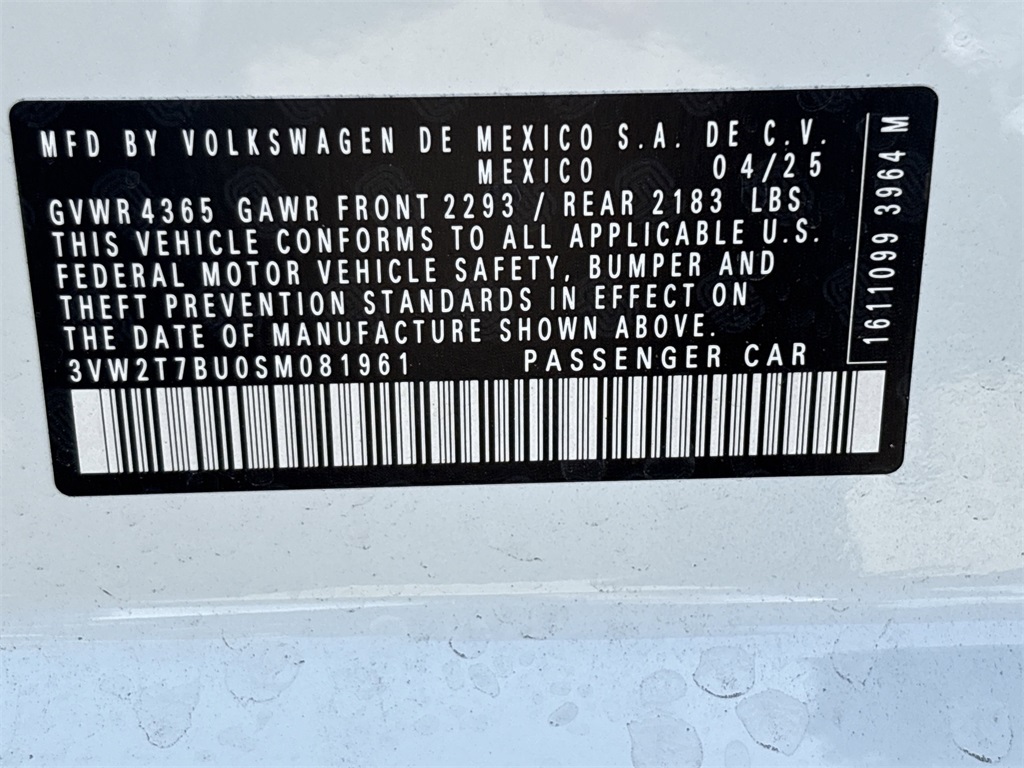 MFD BY VOLKSWAGEN DE MEXICO S.A. DE C.V.
MEXICO 04/25
GVWR 4365 GAWR FRONT 2293 / REAR 2183 LBS
THIS VEHICLE CONFORMS TO ALL APPLICABLE U.S.
FEDERAL MOTOR VEHICLE SAFETY, BUMPER AND
THEFT PREVENTION STANDARDS IN EFFECT ON
THE DATE OF MANUFACTURE SHOWN ABOVE.
3VW2T7BU0SM081961 PASSENGER CAR
1611099 3964 M